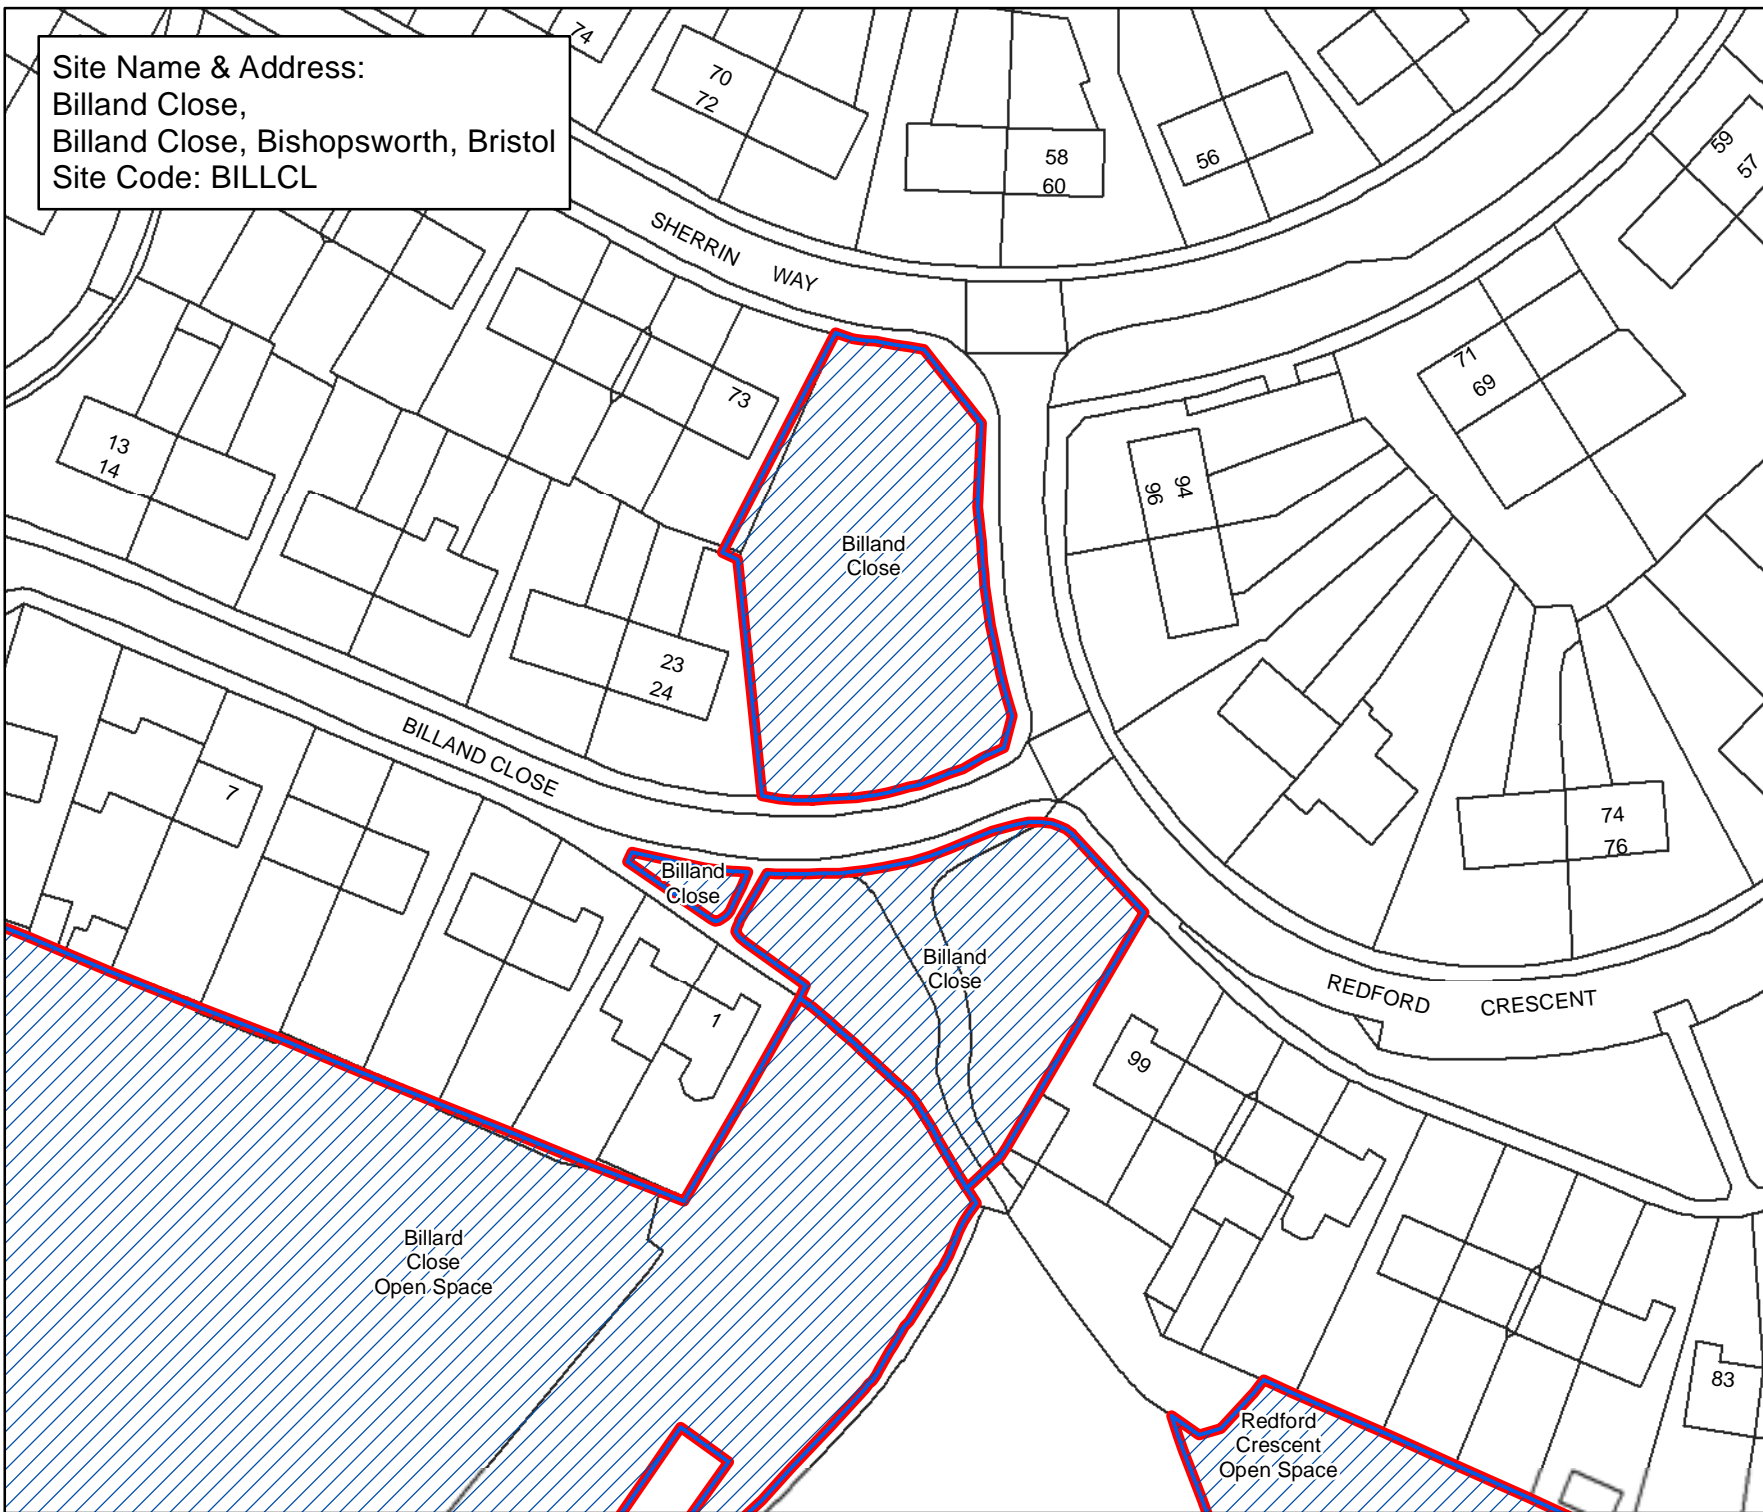 Site Name & Address:
Billand Close,
Billand Close, Bishopsworth, Bristol
Site Code: BILLCL
74
70
72
58
60
56
59
57
SHERRIN WAY
73
71
69
13
14
94
96
Billand
Close
23
24
BILLAND CLOSE
7
74
76
Billand
Close
Billand
Close
REDFORD CRESCENT
1
99
Billard
Close
Open Space
83
Redford
Crescent
Open Space